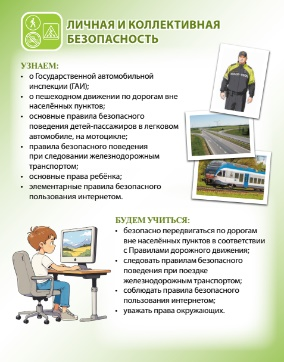 ЛИЧНАЯ И КОЛЛЕКТИВНАЯ
БЕЗОПАСНОСТЬ
УЗНАЕМ:
• о Государственной автомобильной
инспекции (ГАИ);
• о пешеходном движении по дорогам вне
населённых пунктов;
• основные правила безопасного
поведения детей-пассажиров в легковом
автомобиле, на мотоцикле;
• правила безопасного поведения
при следовании железнодорожным
транспортом;
• основные права ребёнка;
• элементарные правила безопасного
пользования интернетом.
БУДЕМ УЧИТЬСЯ:
• безопасно передвигаться по дорогам
вне населённых пунктов в соответствии
с Правилами дорожного движения;
• следовать правилам безопасного
поведения при поездке
железнодорожным транспортом;
• соблюдать правила безопасного
пользования интернетом;
• уважать права окружающих.